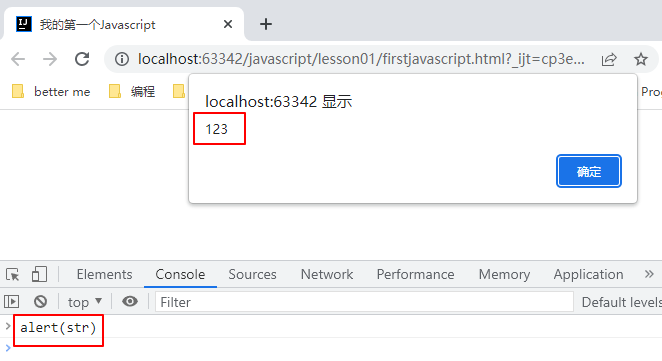 我的第一个Javascript
localhost:63342/javascript/lesson01/firstjavascript.html?_ijt=cp3e...
better me 编程 Proc
localhost:63342 显示
123
确定
Elements Console Sources Network Performance Memory Application
top Filter Default levels
alert(str)